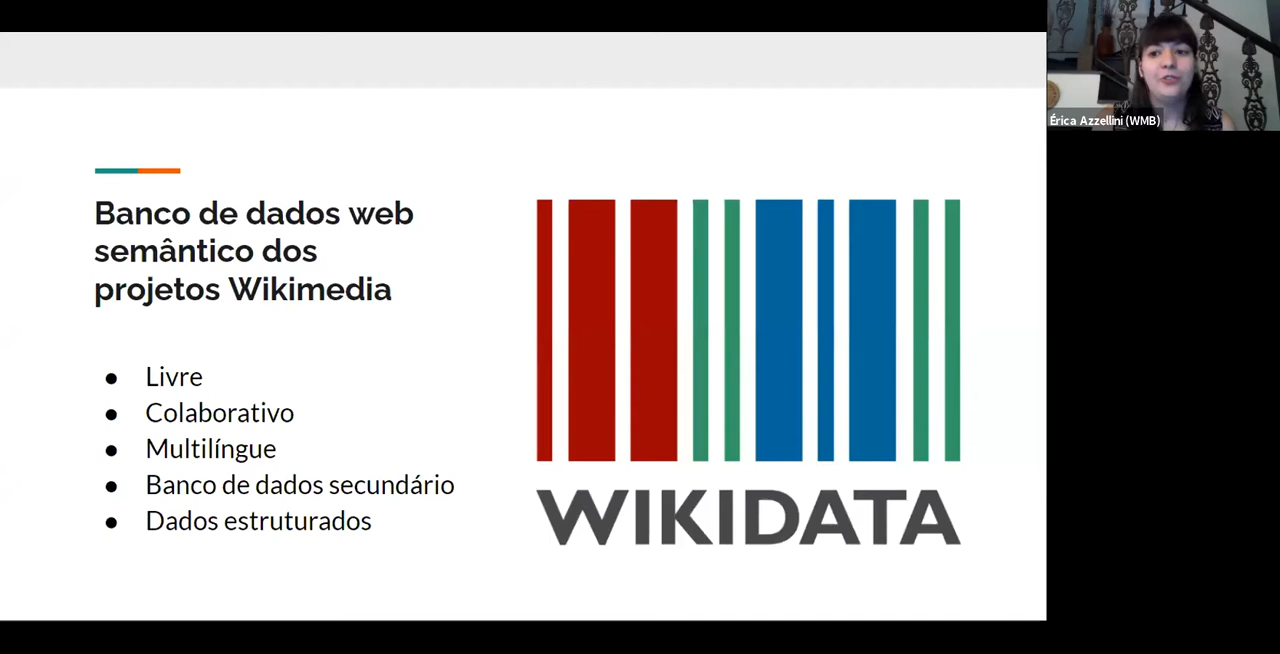 Banco de dados web
semântico dos
projetos Wikimedia
● Livre
● Colaborativo
● Multilíngue
● Banco de dados secundário
● Dados estruturados
WIKIDATA
Érica Azzellini (WMB)